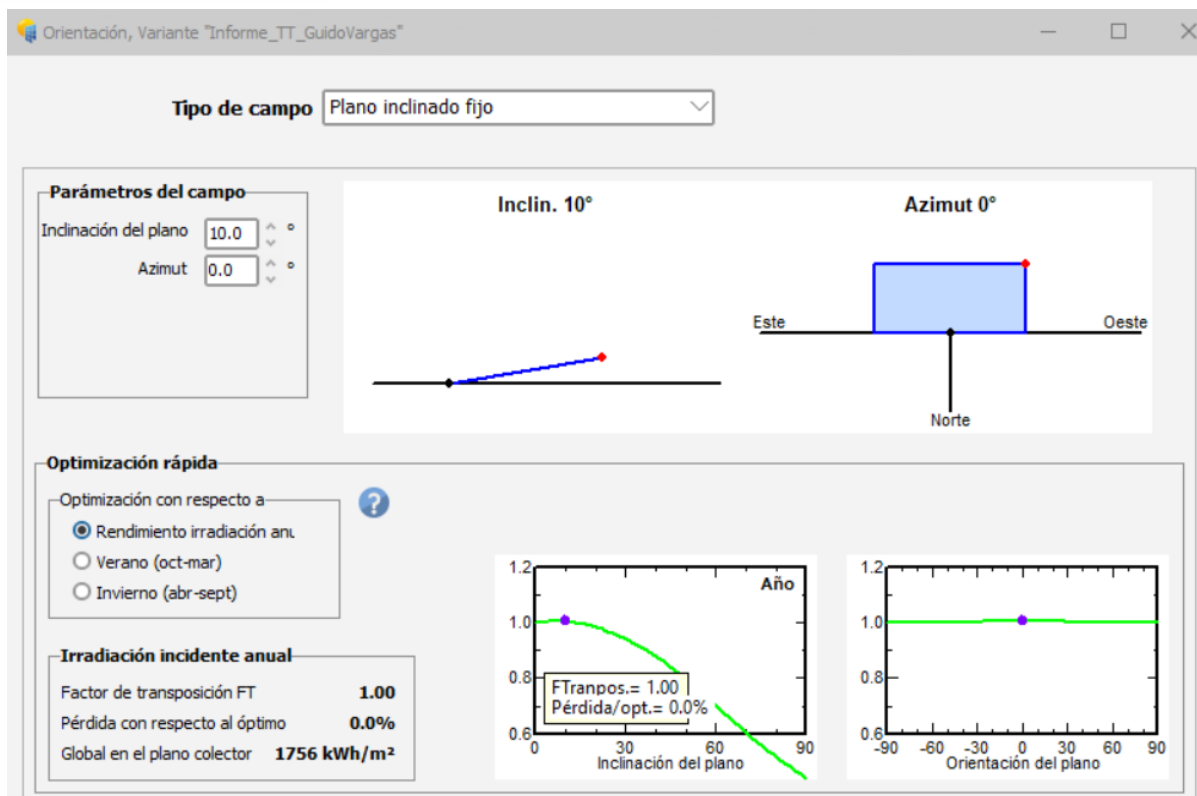 Orientación, Variante "Informe_TT_GuidoVargas"
Tipo de campo Plano inclinado fijo
Parámetros del campo
Inclinación del plano 10.0 °
Azimut 0.0 °
Inclin. 10°
Azimut 0°
Este
Oeste
Norte
Optimización rápida
Optimización con respecto a
Rendimiento irradiación anu
Verano (oct-mar)
Invierno (abr-sept)
?
Irradiación incidente anual
Factor de transposición FT 1.00
Pérdida con respecto al óptimo 0.0%
Global en el plano colector 1756 kWh/m²
Año
1.2
1.0
0.8
0.6
FTranpos.= 1.00
Pérdida/opt.= 0.0%
0 30 60 90
Inclinación del plano
1.2
1.0
0.8
0.6
-90 -60 -30 0 30 60 90
Orientación del plano